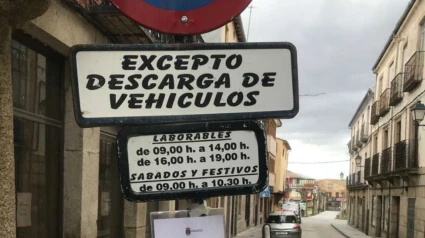 EXCEPTO
DESCARGA DE
VEHICULOS
LABORABLES
de 09,00 h. a 14,00 h.
de 16,00 h. a 19,00 h.
SABADOS Y FESTIVOS
de 09.00 h. a 10.30 h.